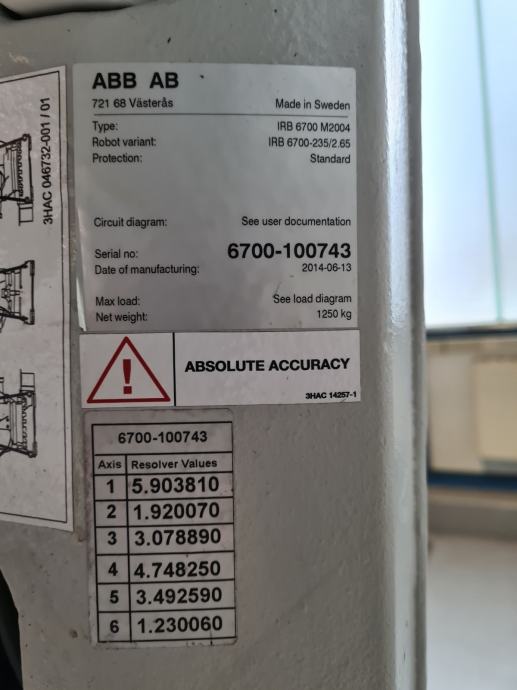 3HAC 046732-001 / 01
ABB AB
721 68 Västerås Made in Sweden
Type: IRB 6700 M2004
Robot variant: IRB 6700-235/2.65
Protection: Standard
Circuit diagram: See user documentation
Serial no: 6700-100743
Date of manufacturing: 2014-06-13
Max load: See load diagram
Net weight: 1250 kg
ABSOLUTE ACCURACY
3HAC 14257-1
6700-100743
Axis Resolver Values
1 5.903810
2 1.920070
3 3.078890
4 4.748250
5 3.492590
6 1.230060